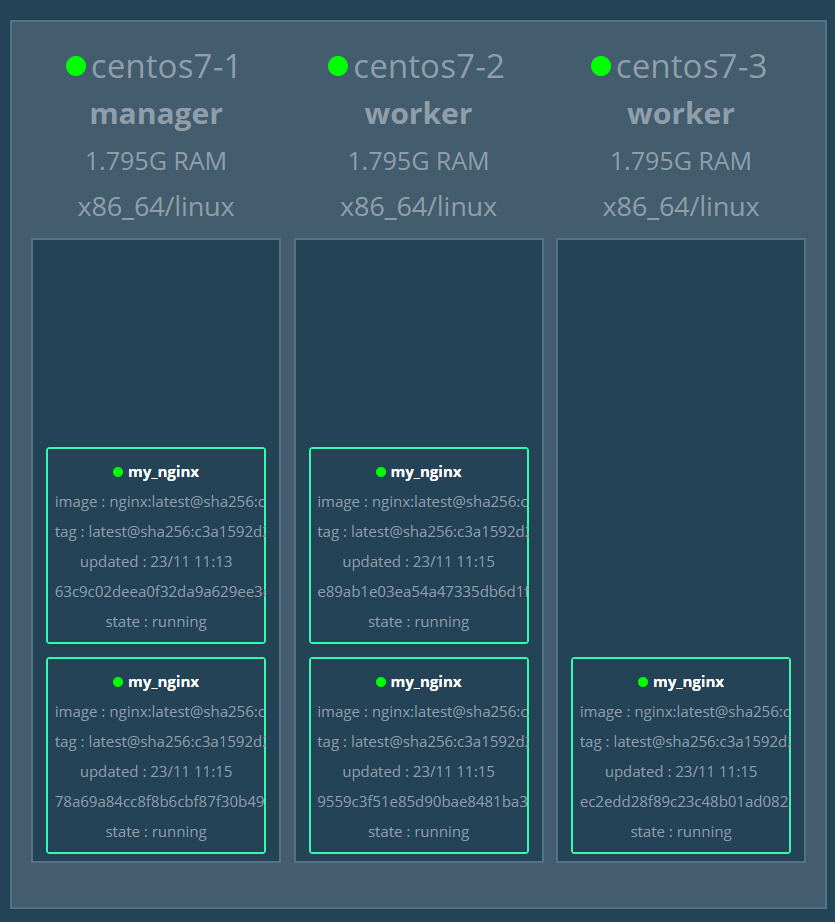 centos7-1
manager
1.795G RAM
x86_64/linux
my_nginx
image : nginx:latest@sha256:c
tag : latest@sha256:c3a1592d
updated : 23/11 11:13
63c9c02deea0f32da9a629ee3
state : running
my_nginx
image : nginx:latest@sha256:c
tag : latest@sha256:c3a1592d
updated : 23/11 11:15
78a69a84cc8f8b6cbf87f30b49
state : running
centos7-2
worker
1.795G RAM
x86_64/linux
my_nginx
image : nginx:latest@sha256:c
tag : latest@sha256:c3a1592d
updated : 23/11 11:15
e89ab1e03ea54a47335db6d1f
state : running
my_nginx
image : nginx:latest@sha256:c
tag : latest@sha256:c3a1592d
updated : 23/11 11:15
9559c3f51e85d90bae8481ba3
state : running
centos7-3
worker
1.795G RAM
x86_64/linux
my_nginx
image : nginx:latest@sha256:c
tag : latest@sha256:c3a1592d
updated : 23/11 11:15
ec2edd28f89c23c48b01ad082
state : running